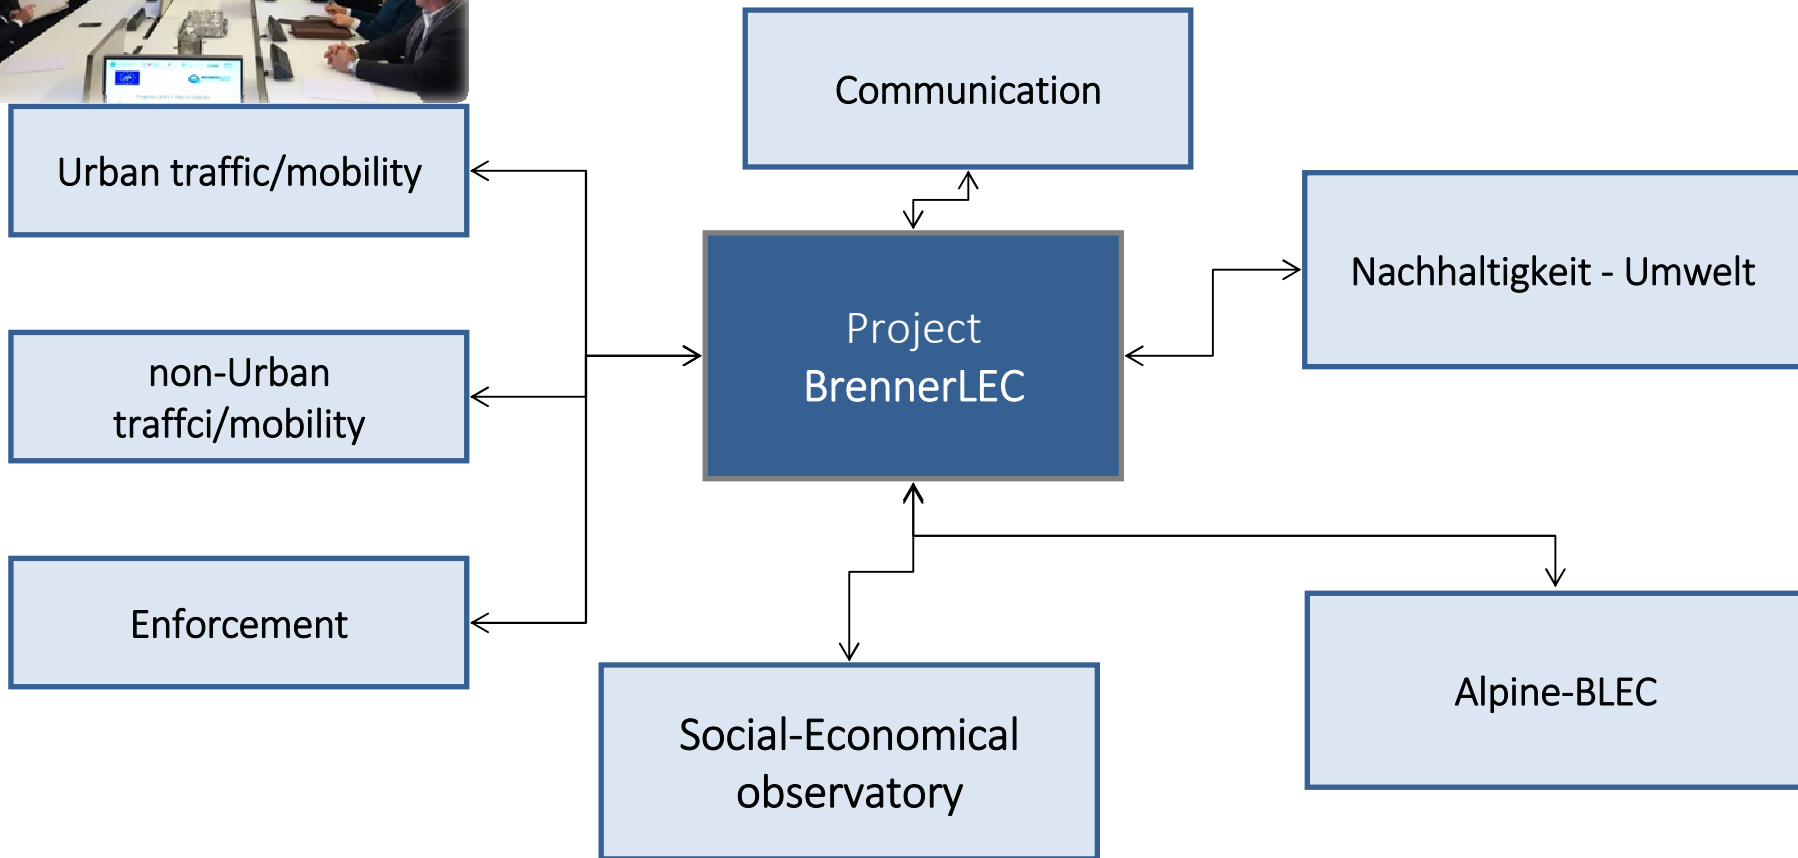 Communication
Urban traffic/mobility
Project
BrennerLEC
Nachhaltigkeit - Umwelt
non-Urban
traffci/mobility
Enforcement
Social-Economical
observatory
Alpine-BLEC